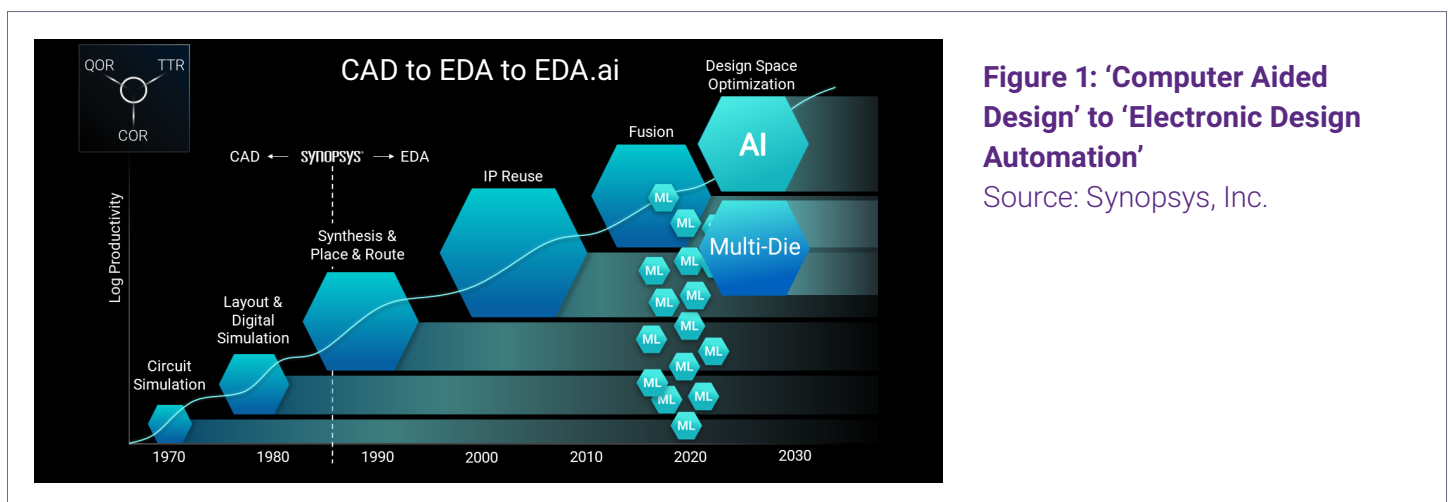 QOR TTR
COR
CAD to EDA to EDA.ai
CAD ← SYNOPSYS® → EDA
Log Productivity
Circuit
Simulation
Layout &
Digital
Simulation
Synthesis &
Place & Route
IP Reuse
Fusion
Design Space
Optimization
AI
Multi-Die
ML
ML
ML
ML
ML
ML
ML
ML
ML
ML
ML
ML
ML
ML
1970 1980 1990 2000 2010 2020 2030
Figure 1: ‘Computer Aided
Design’ to ‘Electronic Design
Automation’
Source: Synopsys, Inc.